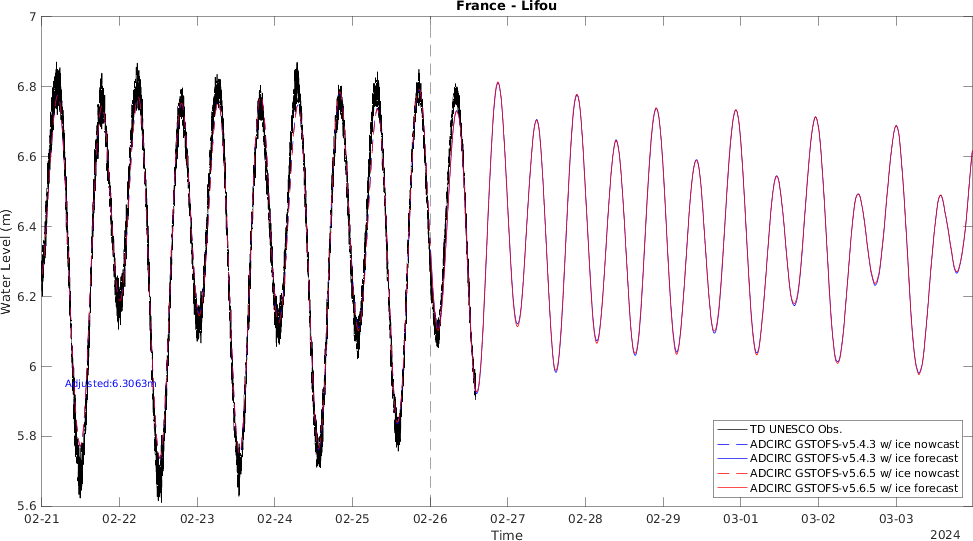 France - Lifou
7
6.8
6.6
6.4
6.2
6
5.8
5.6
Water Level (m)
Adjusted:6.3063m
TD UNESCO Obs.
ADCIRC GSTOFS-v5.4.3 w/ ice nowcast
ADCIRC GSTOFS-v5.4.3 w/ ice forecast
ADCIRC GSTOFS-v5.6.5 w/ ice nowcast
ADCIRC GSTOFS-v5.6.5 w/ ice forecast
02-21 02-22 02-23 02-24 02-25 02-26 02-27 02-28 02-29 03-01 03-02 03-03
Time
2024